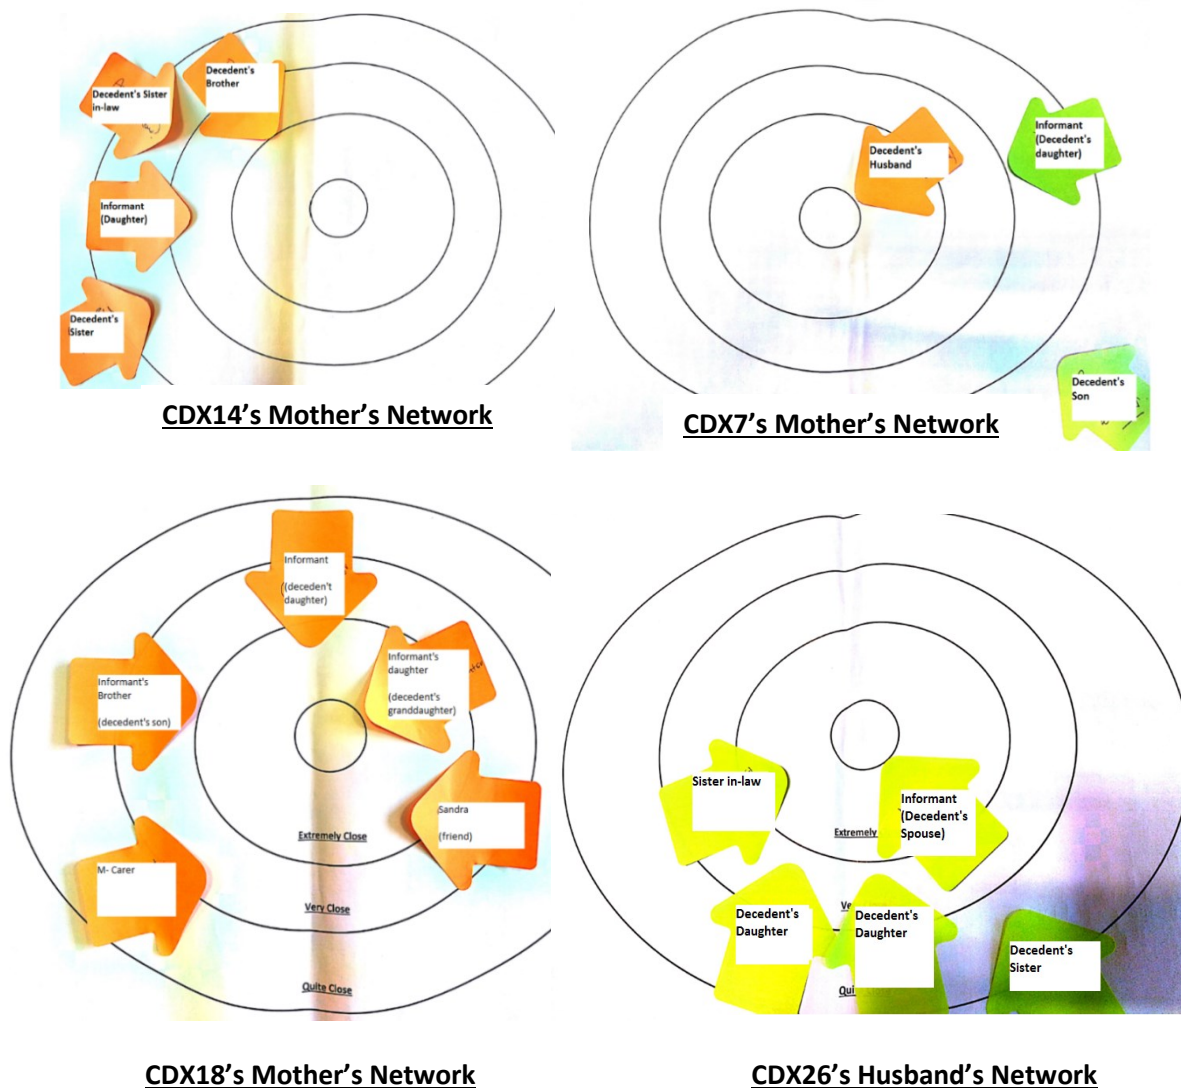 Decedent's Sister
in-law
Decedent's
Brother
Informant
(Daughter)
Decedent's
Sister
CDX14's Mother's Network
Decedent's
Husband
Informant
(Decedent's
daughter)
Decedent's
Son
CDX7's Mother's Network
Informant
(deceden't
daughter)
Informant's
Brother
(decedent's son)
Informant's
daughter
(decedent's
granddaughter)
Sandra
(friend)
M- Carer
Extremely Close
Very Close
Quite Close
CDX18's Mother's Network
Sister in-law
Informant
(Decedent's
Spouse)
Extremely
Decedent's
Daughter
Decedent's
Daughter
Decedent's
Sister
CDX26's Husband's Network